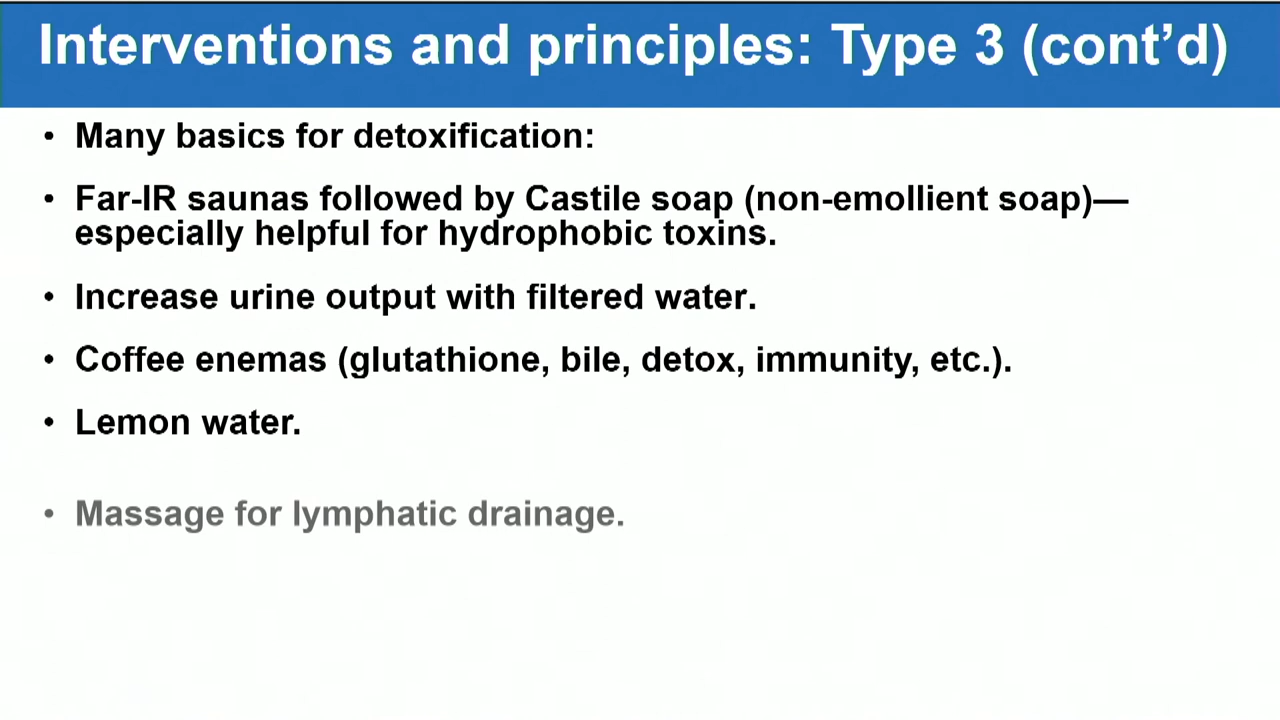 Interventions and principles: Type 3 (cont’d)
• Many basics for detoxification:
• Far-IR saunas followed by Castile soap (non-emollient soap)—
especially helpful for hydrophobic toxins.
• Increase urine output with filtered water.
• Coffee enemas (glutathione, bile, detox, immunity, etc.).
• Lemon water.
• Massage for lymphatic drainage.